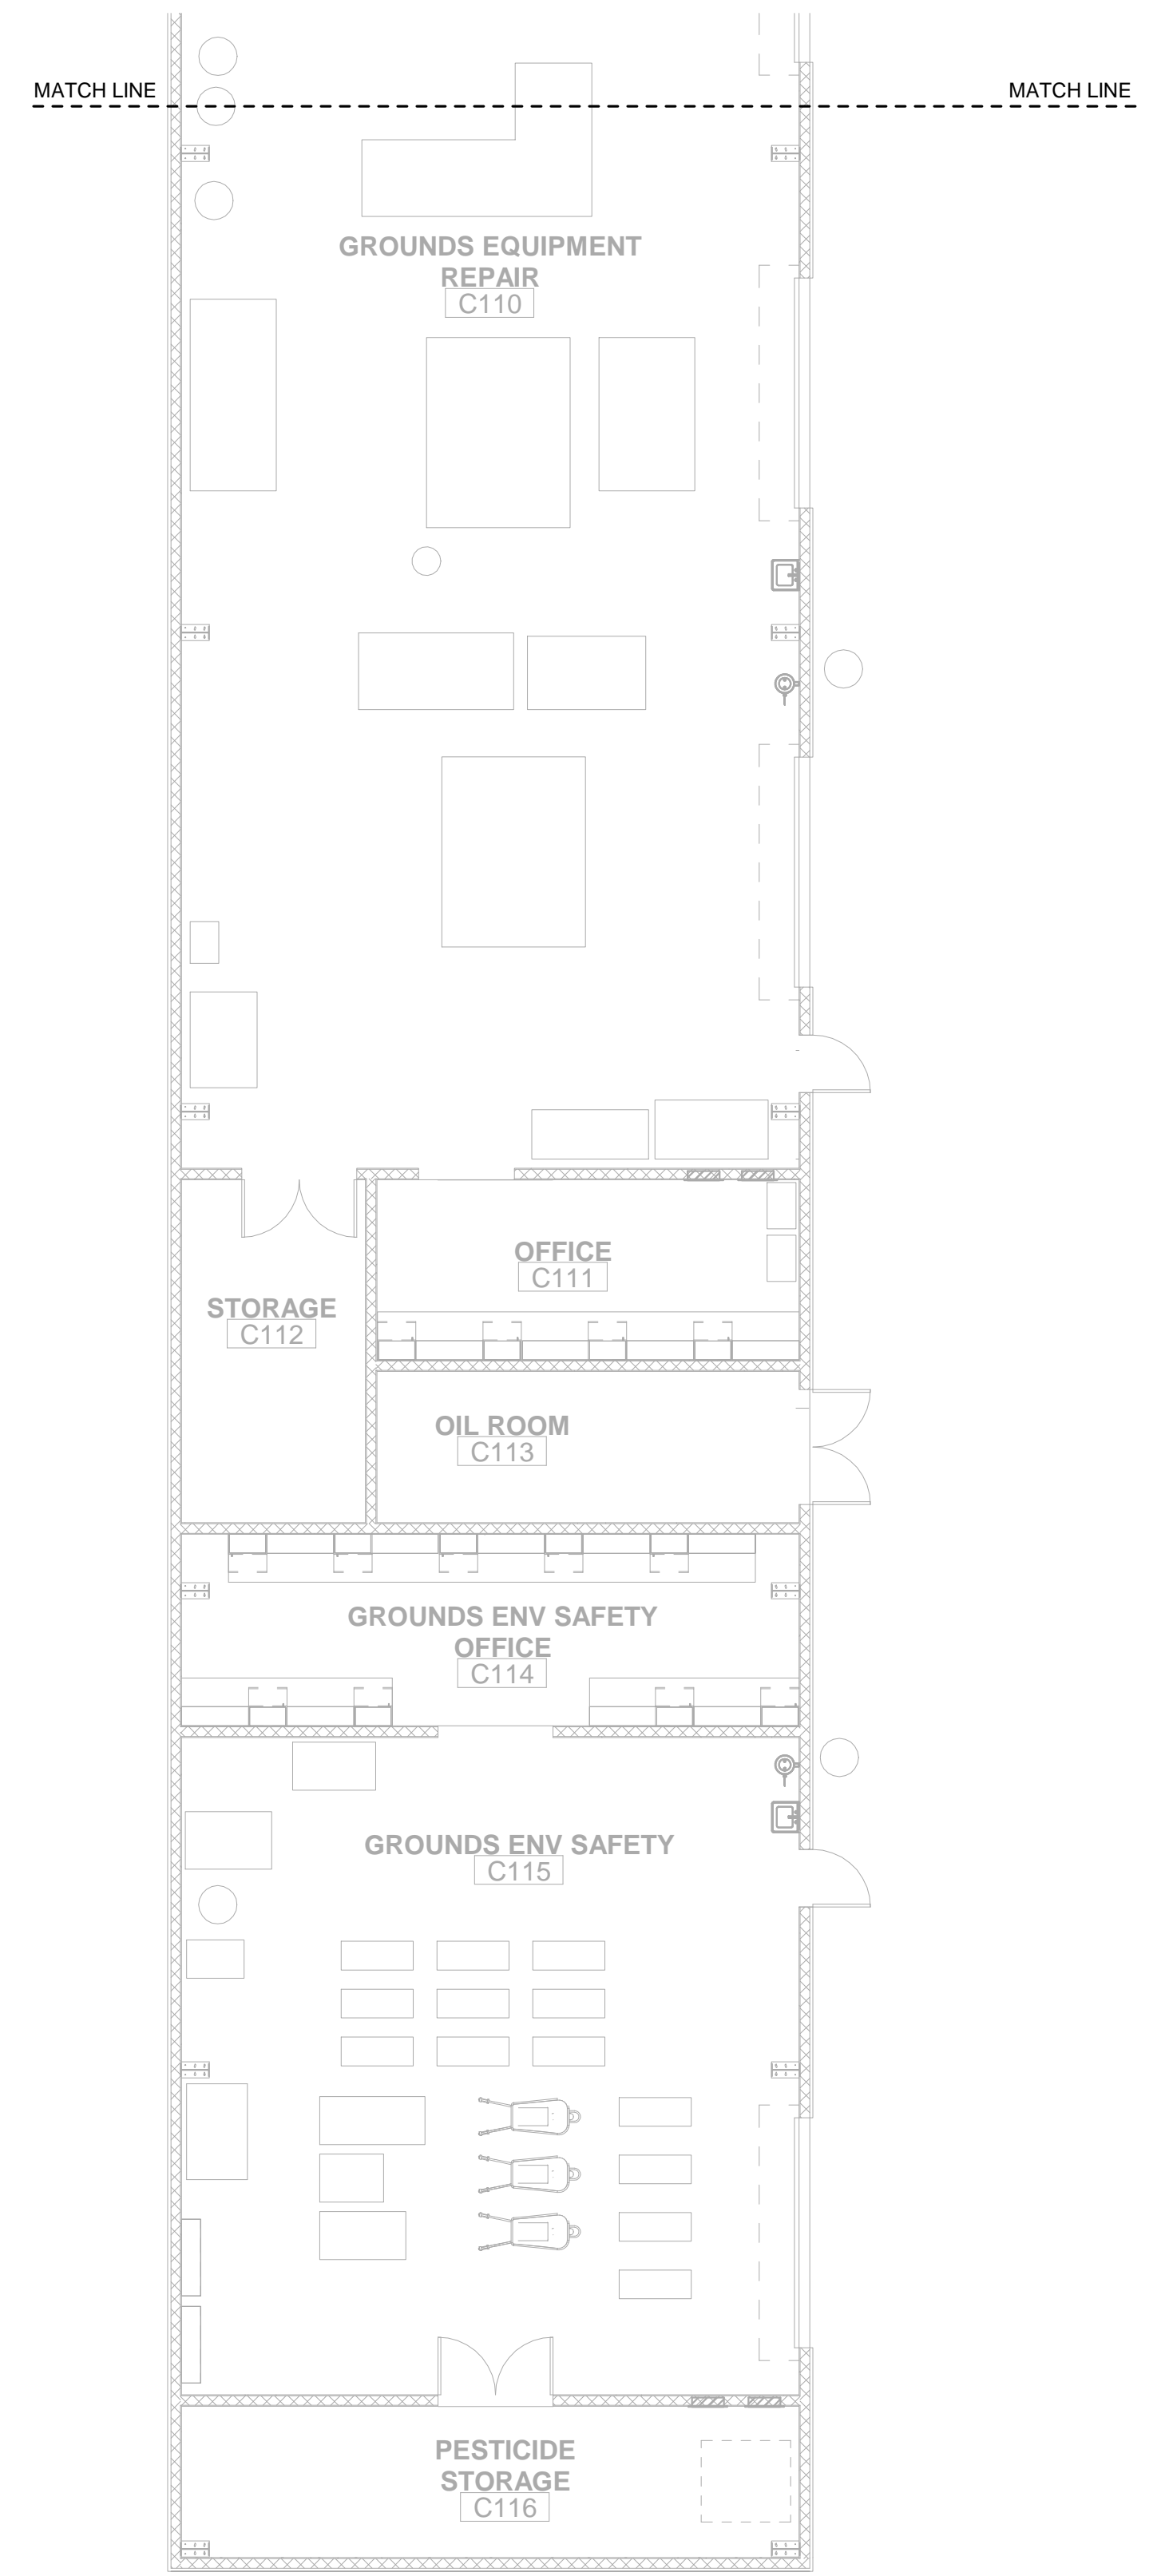 MATCH LINE
MATCH LINE
GROUNDS EQUIPMENT
REPAIR
C110
OFFICE
C111
STORAGE
C112
OIL ROOM
C113
GROUNDS ENV SAFETY
OFFICE
C114
GROUNDS ENV SAFETY
C115
PESTICIDE
STORAGE
C116